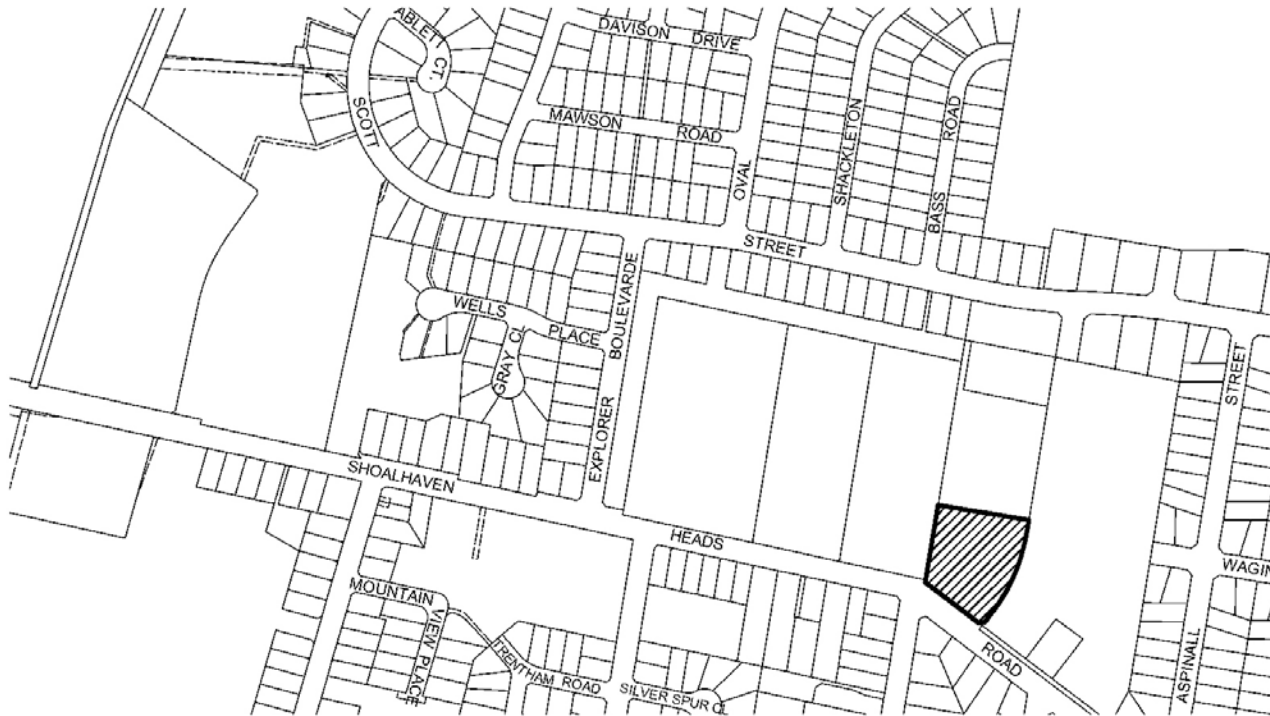 ABLETT CT.
DAVISON DRIVE
SCOTT
MAWSON ROAD
SHACKLETON
BASS ROAD
OVAL
STREET
WELLS PLACE
GRAY CL
EXPLORER BOULEVARDE
STREET
SHOALHAVEN
HEADS
MOUNTAIN
VIEW PLACE
TRENTHAM ROAD
SILVER SPUR CL
ROAD
WAGIN
ASPINALL